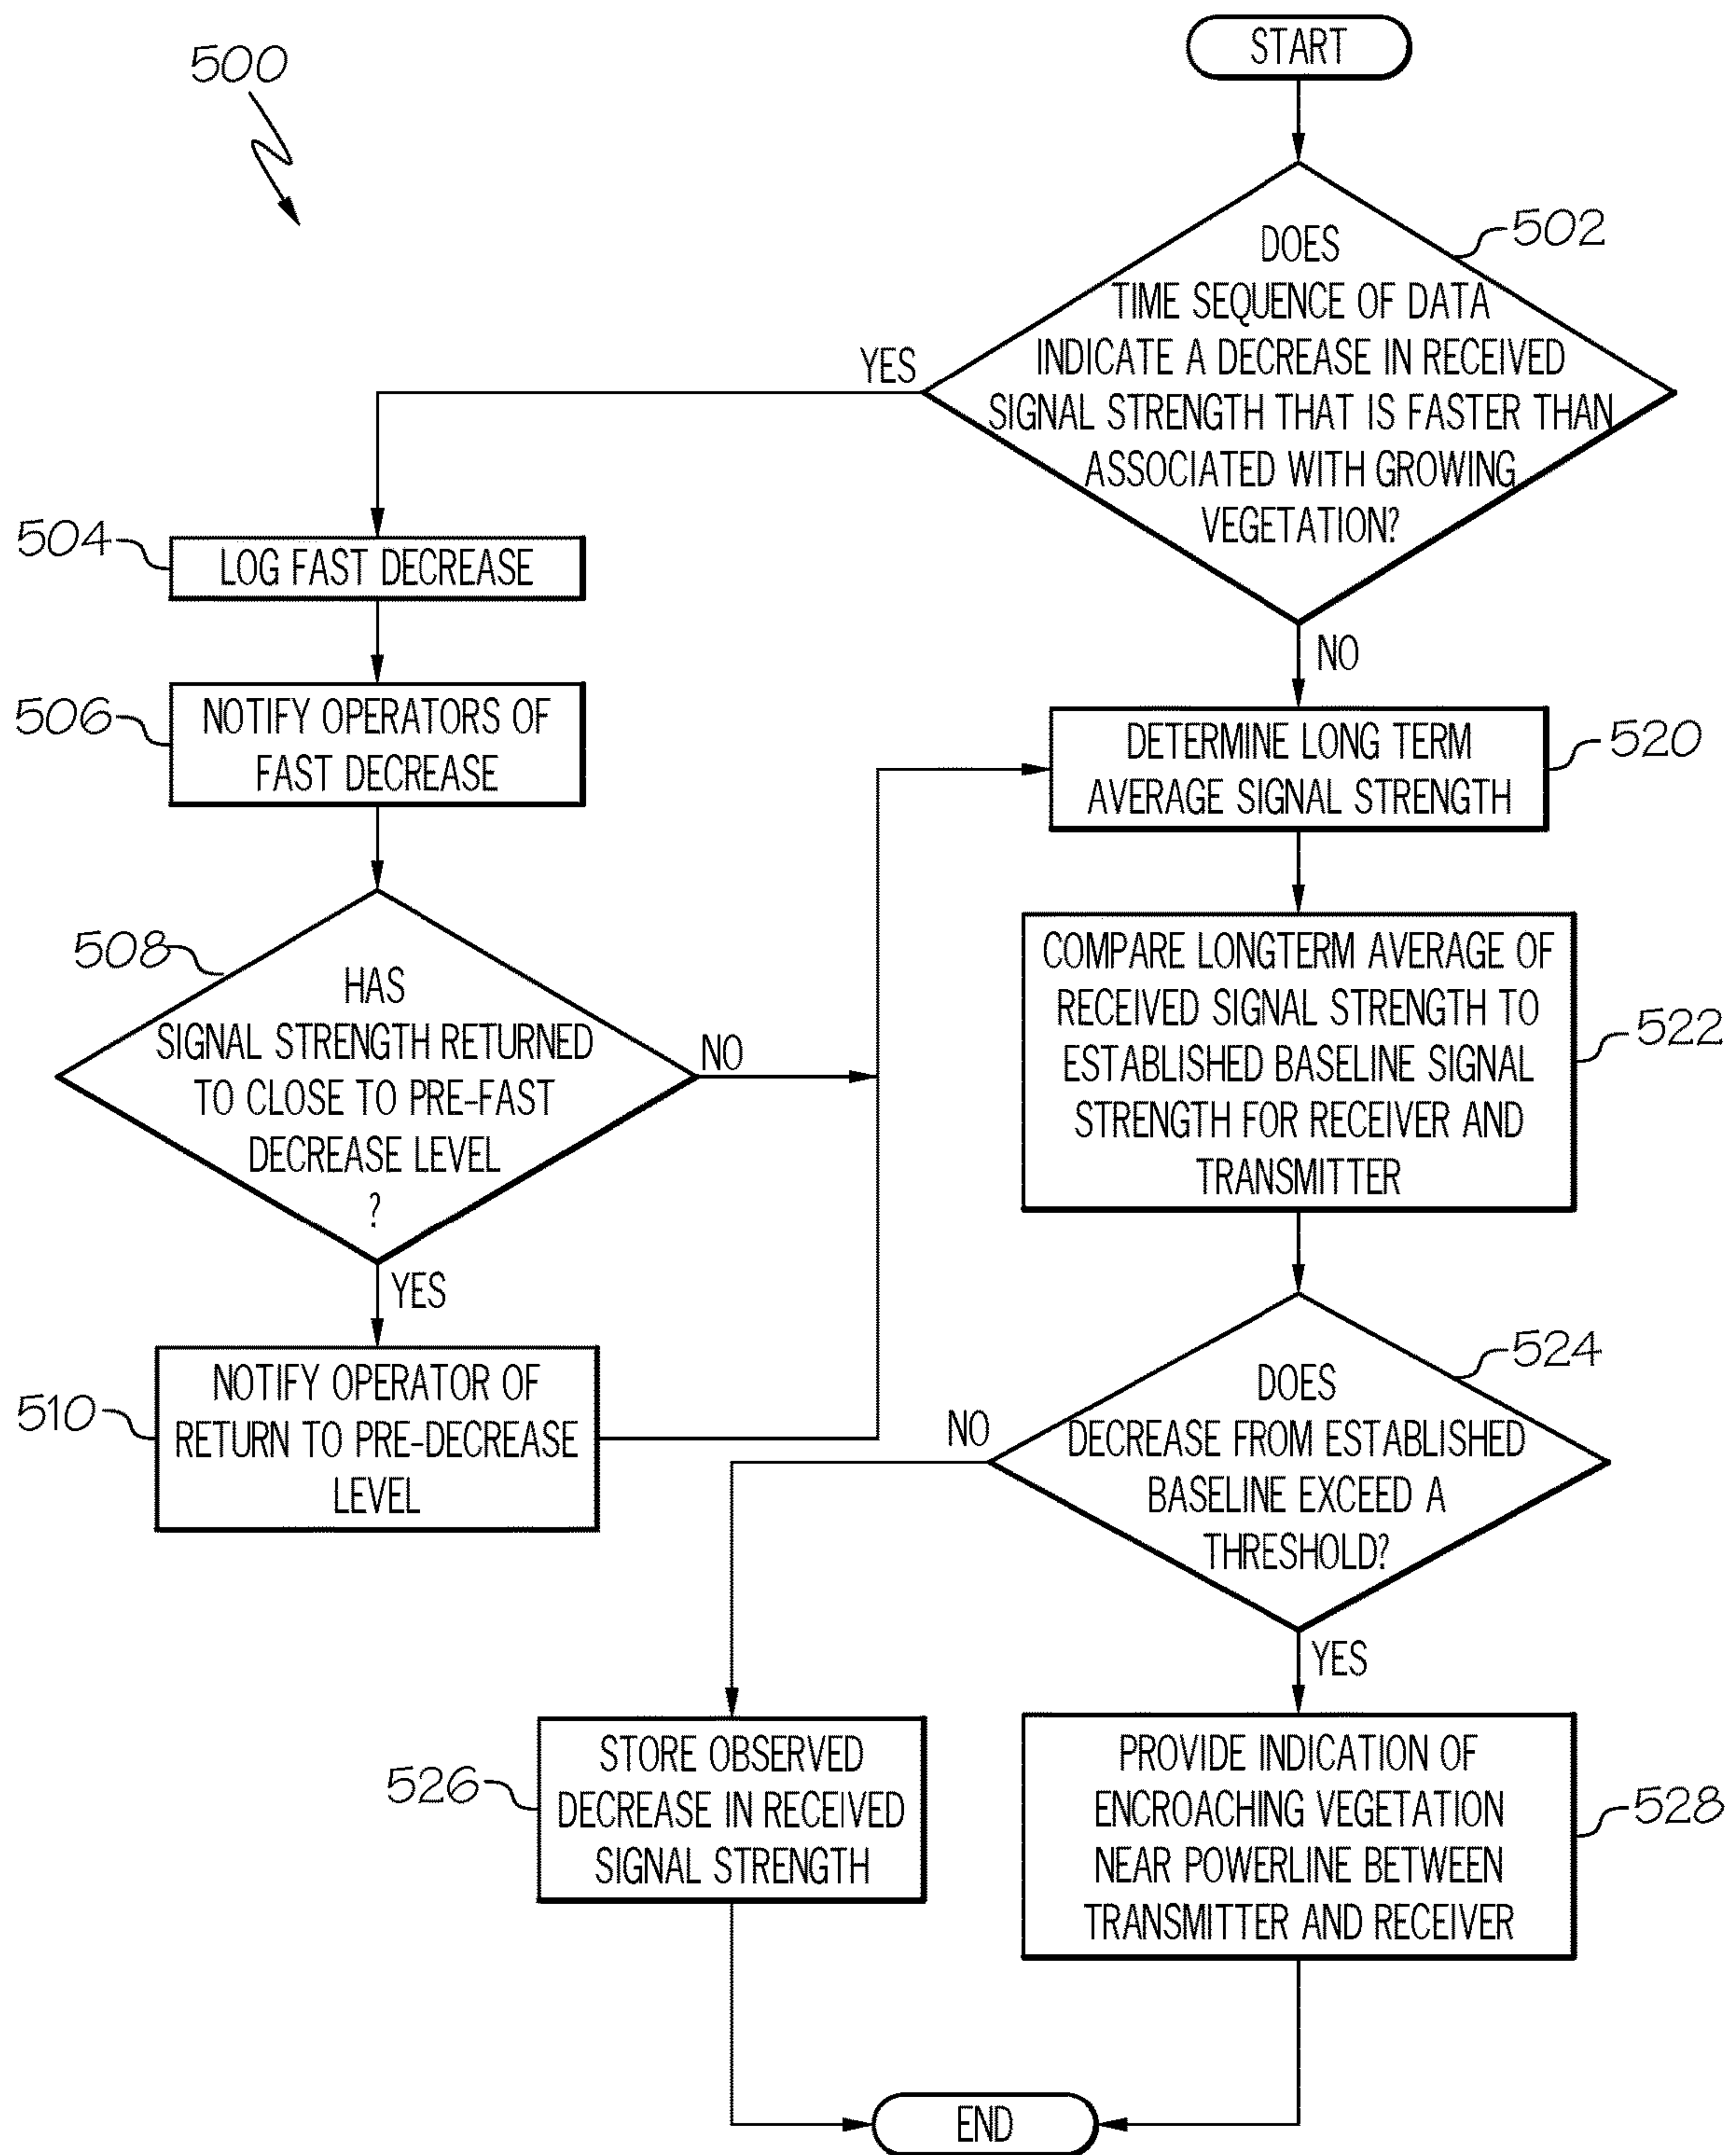 500
START
502
DOES
TIME SEQUENCE OF DATA
INDICATE A DECREASE IN RECEIVED
SIGNAL STRENGTH THAT IS FASTER THAN
ASSOCIATED WITH GROWING
VEGETATION?
YES
NO
504
LOG FAST DECREASE
506
NOTIFY OPERATORS OF
FAST DECREASE
508
HAS
SIGNAL STRENGTH RETURNED
TO CLOSE TO PRE-FAST
DECREASE LEVEL
?
NO
YES
510
NOTIFY OPERATOR OF
RETURN TO PRE-DECREASE
LEVEL
520
DETERMINE LONG TERM
AVERAGE SIGNAL STRENGTH
522
COMPARE LONGTERM AVERAGE OF
RECEIVED SIGNAL STRENGTH TO
ESTABLISHED BASELINE SIGNAL
STRENGTH FOR RECEIVER AND
TRANSMITTER
524
DOES
DECREASE FROM ESTABLISHED
BASELINE EXCEED A
THRESHOLD?
NO
YES
526
STORE OBSERVED
DECREASE IN RECEIVED
SIGNAL STRENGTH
528
PROVIDE INDICATION OF
ENCROACHING VEGETATION
NEAR POWERLINE BETWEEN
TRANSMITTER AND RECEIVER
END